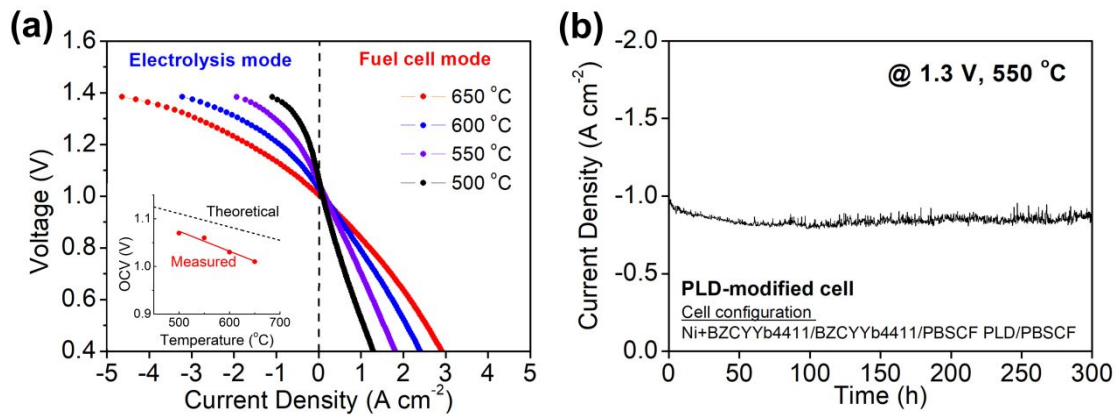 (a)
1.6
1.4
1.2
1.0
0.8
0.6
0.4
Voltage (V)
Electrolysis mode
Fuel cell mode
650 °C
600 °C
550 °C
500 °C
1.1
1.0
0.9
OCV (V)
Theoretical
Measured
500 600 700
Temperature (°C)
-5 -4 -3 -2 -1 0 1 2 3 4 5
Current Density (A cm-2)
(b)
-2.0
-1.5
-1.0
-0.5
-0.0
Current Density (A cm-2)
@ 1.3 V, 550 °C
PLD-modified cell
Cell configuration
Ni+BZCYYb4411/BZCYYb4411/PBSCF PLD/PBSCF
0 50 100 150 200 250 300
Time (h)